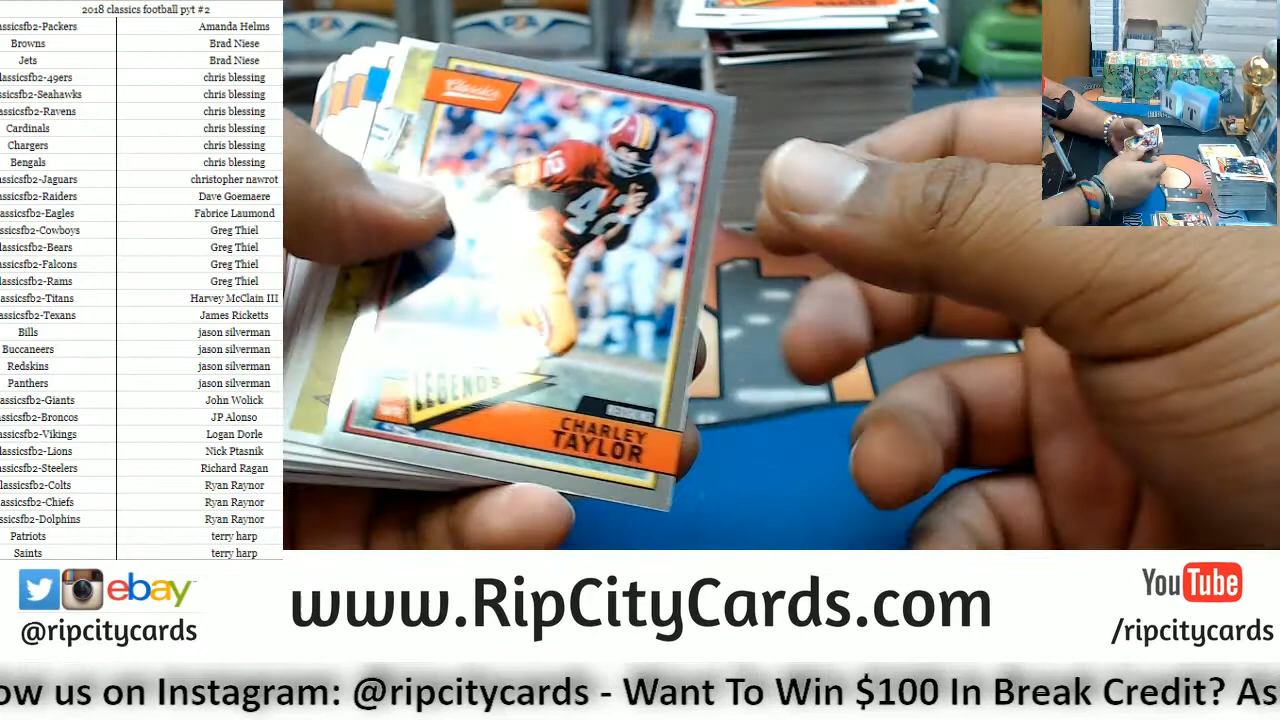 2018 classics football pyt #2
assicsfb2-Packers Amanda Helms
Browns Brad Niese
Jets Brad Niese
lassicsfb2-49ers chris blessing
ssicsfb2-Seahawks chris blessing
assicsfb2-Ravens chris blessing
Cardinals chris blessing
Chargers chris blessing
Bengals chris blessing
assicsfb2-Jaguars christopher nawrot
assicsfb2-Raiders Dave Goemaere
assicsfb2-Eagles Fabrice Laumond
ssicsfb2-Cowboys Greg Thiel
lassicsfb2-Bears Greg Thiel
assicsfb2-Falcons Greg Thiel
lassicsfb2-Rams Greg Thiel
lassicsfb2-Titans Harvey McClain III
assicsfb2-Texans James Ricketts
Bills jason silverman
Buccaneers jason silverman
Redskins jason silverman
Panthers jason silverman
lassicsfb2-Giants John Wolick
assicsfb2-Broncos JP Alonso
assicsfb2-Vikings Logan Dorle
lassicsfb2-Lions Nick Ptasnik
assicsfb2-Steelers Richard Ragan
lassicsfb2-Colts Ryan Raynor
assicsfb2-Chiefs Ryan Raynor
ssicsfb2-Dolphins Ryan Raynor
Patriots terry harp
Saints terry harp
Classics
42
LEGENDS
CHARLEY
TAYLOR
R T
ebay
@ripcitycards
www.RipCityCards.com
YouTube
/ripcitycards
ow us on Instagram: @ripcitycards - Want To Win $100 In Break Credit? As